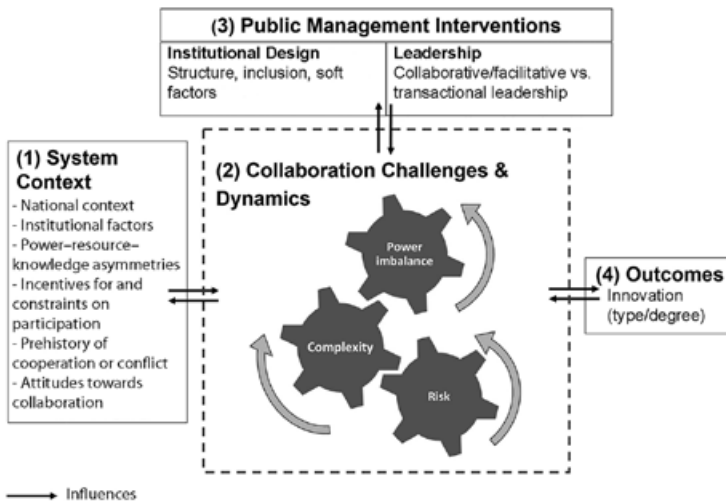 (3) Public Management Interventions
Institutional Design
Structure, inclusion, soft
factors
Leadership
Collaborative/facilitative vs.
transactional leadership
(1) System
Context
- National context
- Institutional factors
- Power–resource–
knowledge asymmetries
- Incentives for and
constraints on
participation
- Prehistory of
cooperation or conflict
- Attitudes towards
collaboration
(2) Collaboration Challenges &
Dynamics
Power
imbalance
Complexity
Risk
(4) Outcomes
Innovation
(type/degree)
Influences